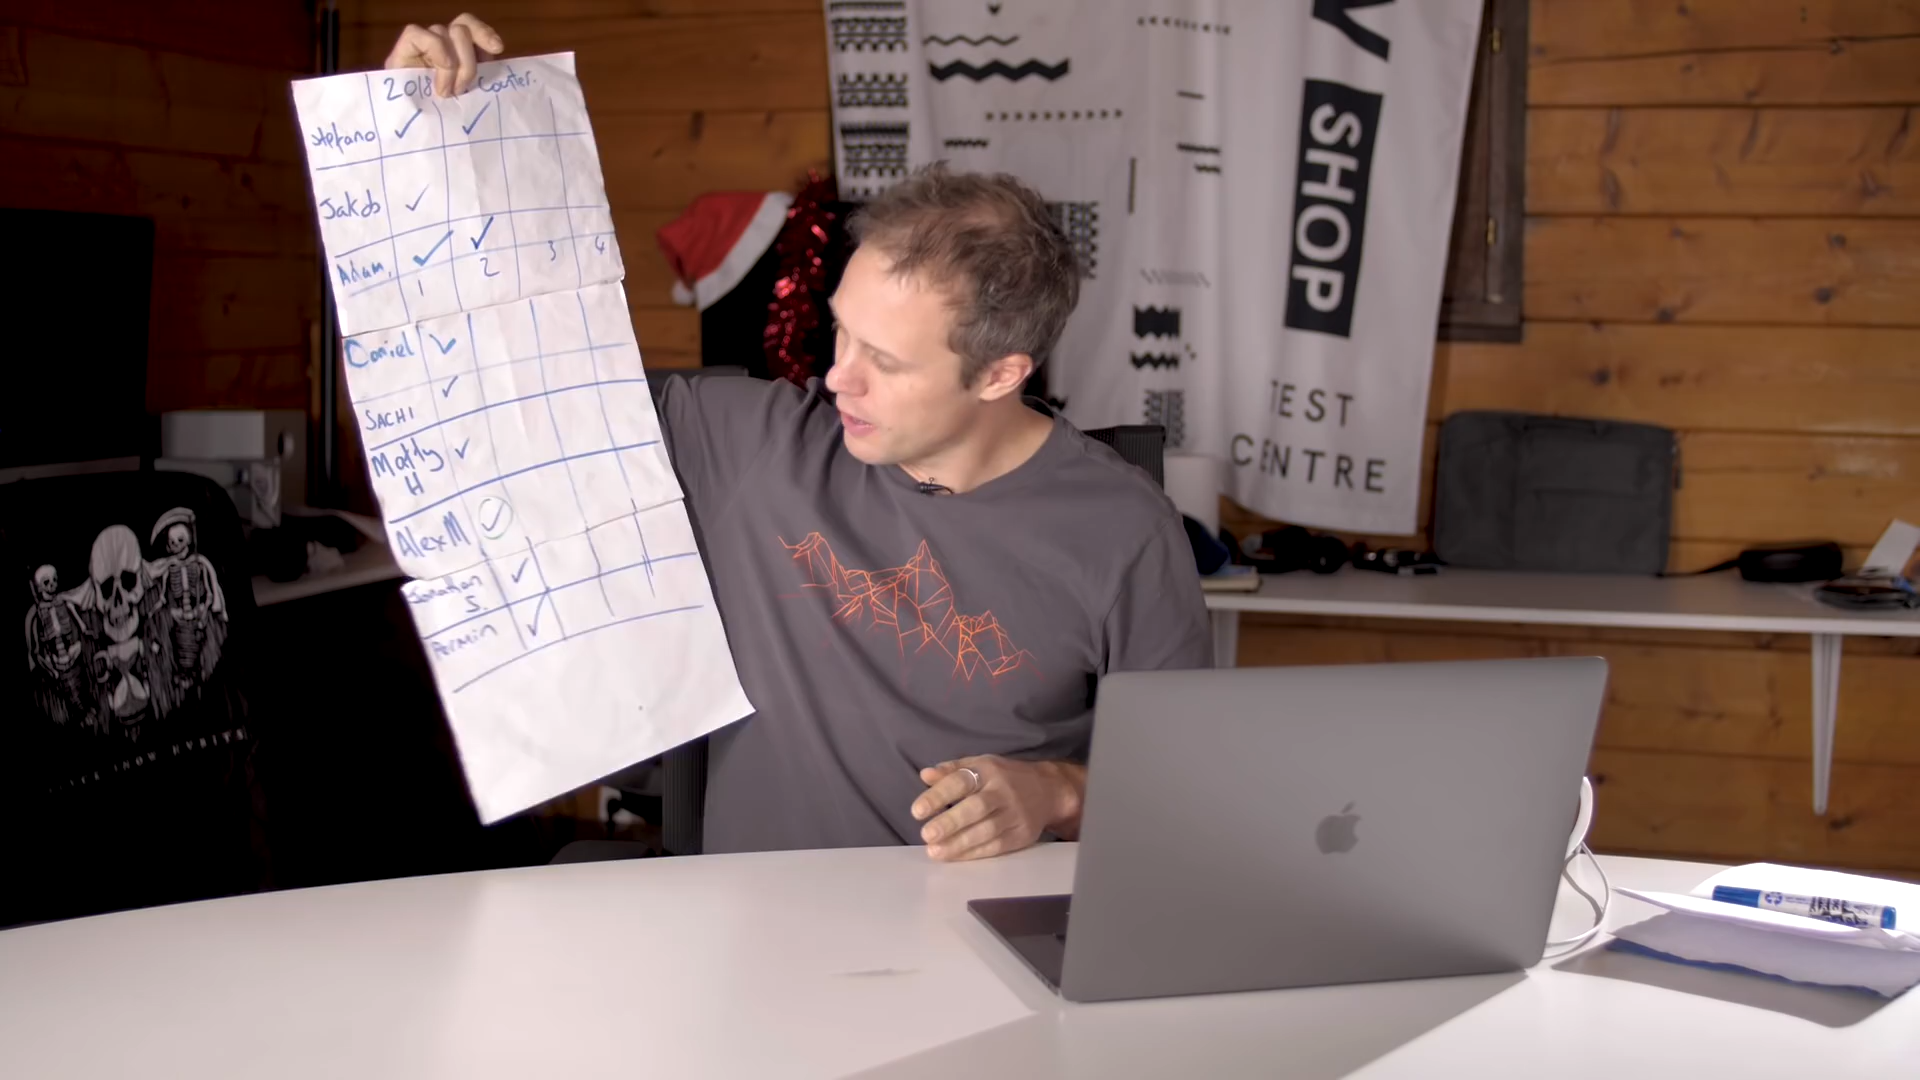 2018 Counter.
Stefano ✓ ✓
Jakob ✓
Adam, ✓ ✓
1 2 3 4
Daniel ✓
SACHI ✓
Matty ✓
H
Alex M ✓
Jonathan ✓
S.
Fermin ✓
V SHOP
TEST
CENTRE